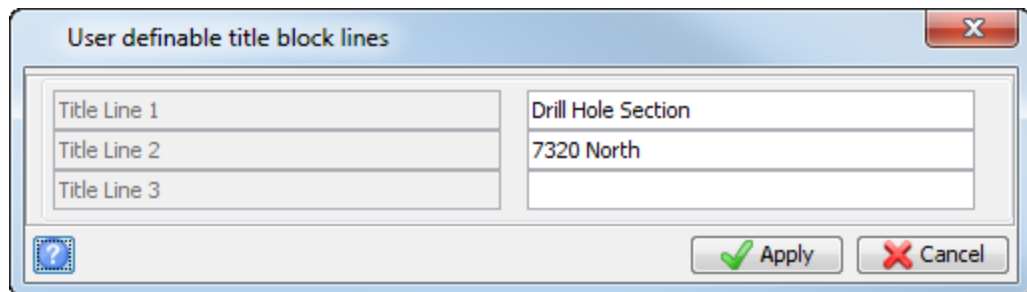 User definable title block lines
Title Line 1 Drill Hole Section
Title Line 2 7320 North
Title Line 3
? Apply Cancel